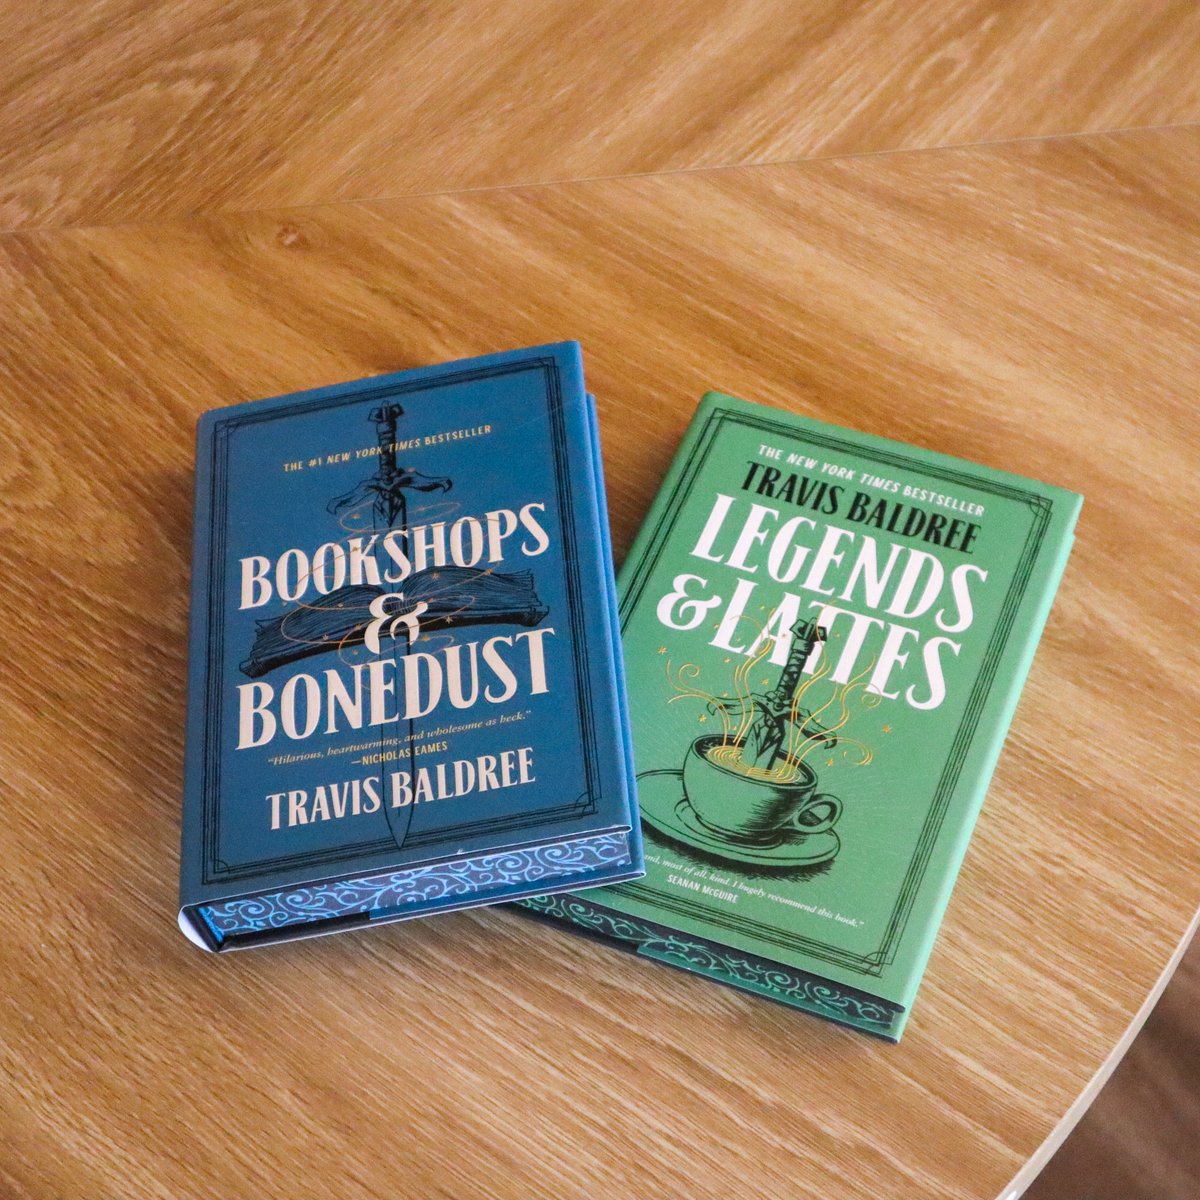 THE #1 NEW YORK TIMES BESTSELLER
BOOKSHOPS
&
BONEDUST
"Hilarious, heartwarming, and wholesome as heck."
—NICHOLAS EAMES
TRAVIS BALDREE
THE NEW YORK TIMES BESTSELLER
TRAVIS BALDREE
LEGENDS
& LATTES
and, most of all, kind. I hugely recommend this book."
SEANAN McGUIRE